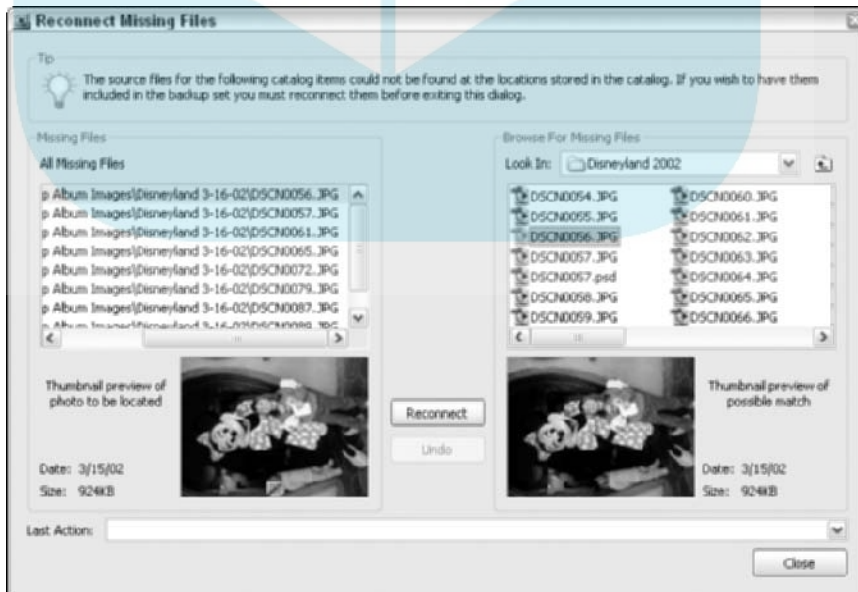 Reconnect Missing Files
Tip
The source files for the following catalog items could not be found at the locations stored in the catalog. If you wish to have them
included in the backup set you must reconnect them before exiting this dialog.
Missing Files
All Missing Files
p Album Images\Disneyland 3-16-02\DSCN0056.JPG
p Album Images\Disneyland 3-16-02\DSCN0057.JPG
p Album Images\Disneyland 3-16-02\DSCN0061.JPG
p Album Images\Disneyland 3-16-02\DSCN0065.JPG
p Album Images\Disneyland 3-16-02\DSCN0072.JPG
p Album Images\Disneyland 3-16-02\DSCN0079.JPG
p Album Images\Disneyland 3-16-02\DSCN0087.JPG
p Album Images\Disneyland 3-16-02\DSCN0089.JPG
Thumbnail preview of
photo to be located
Date: 3/15/02
Size: 924KB
Reconnect
Undo
Browse For Missing Files
Look In: Disneyland 2002
DSCN0054.JPG DSCN0060.JPG
DSCN0055.JPG DSCN0061.JPG
DSCN0056.JPG DSCN0062.JPG
DSCN0057.JPG DSCN0063.JPG
DSCN0057.psd DSCN0064.JPG
DSCN0058.JPG DSCN0065.JPG
DSCN0059.JPG DSCN0066.JPG
Thumbnail preview of
possible match
Date: 3/15/02
Size: 924KB
Last Action:
Close